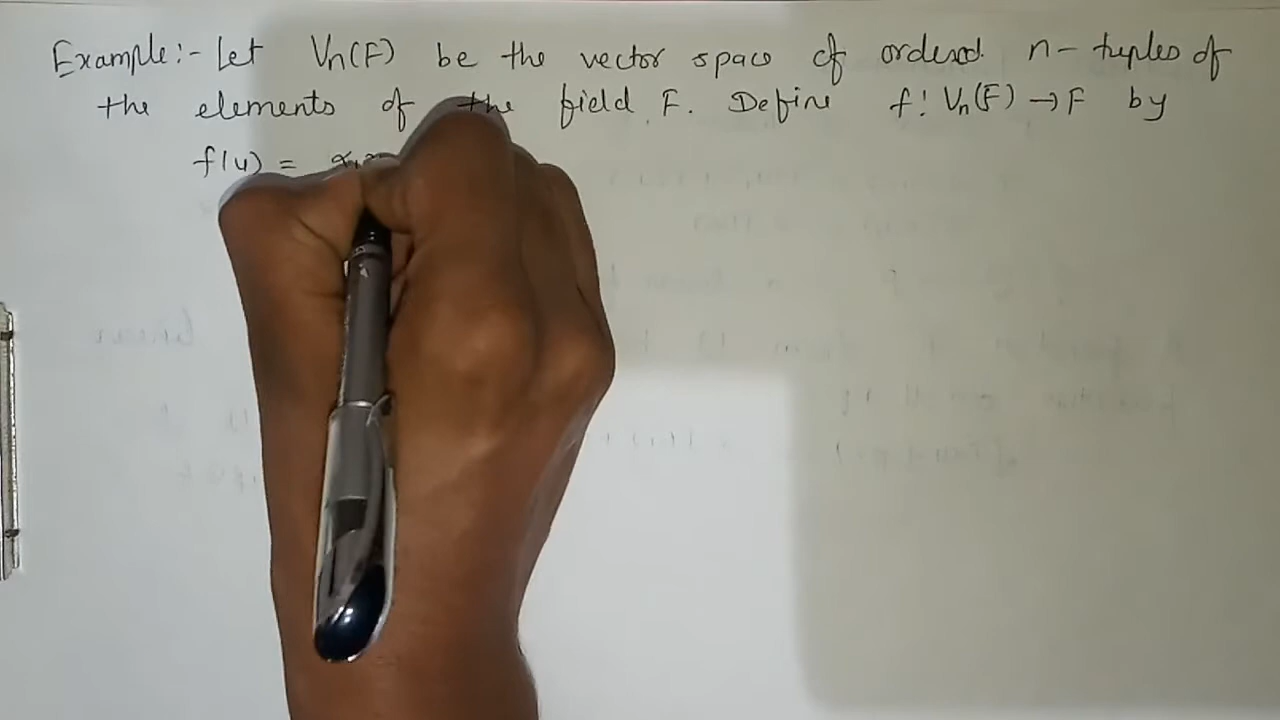 Example:- Let Vn(F) be the vector space of ordered n-tuples of
the elements of the field F. Define f: Vn(F) → F by
f(u) =